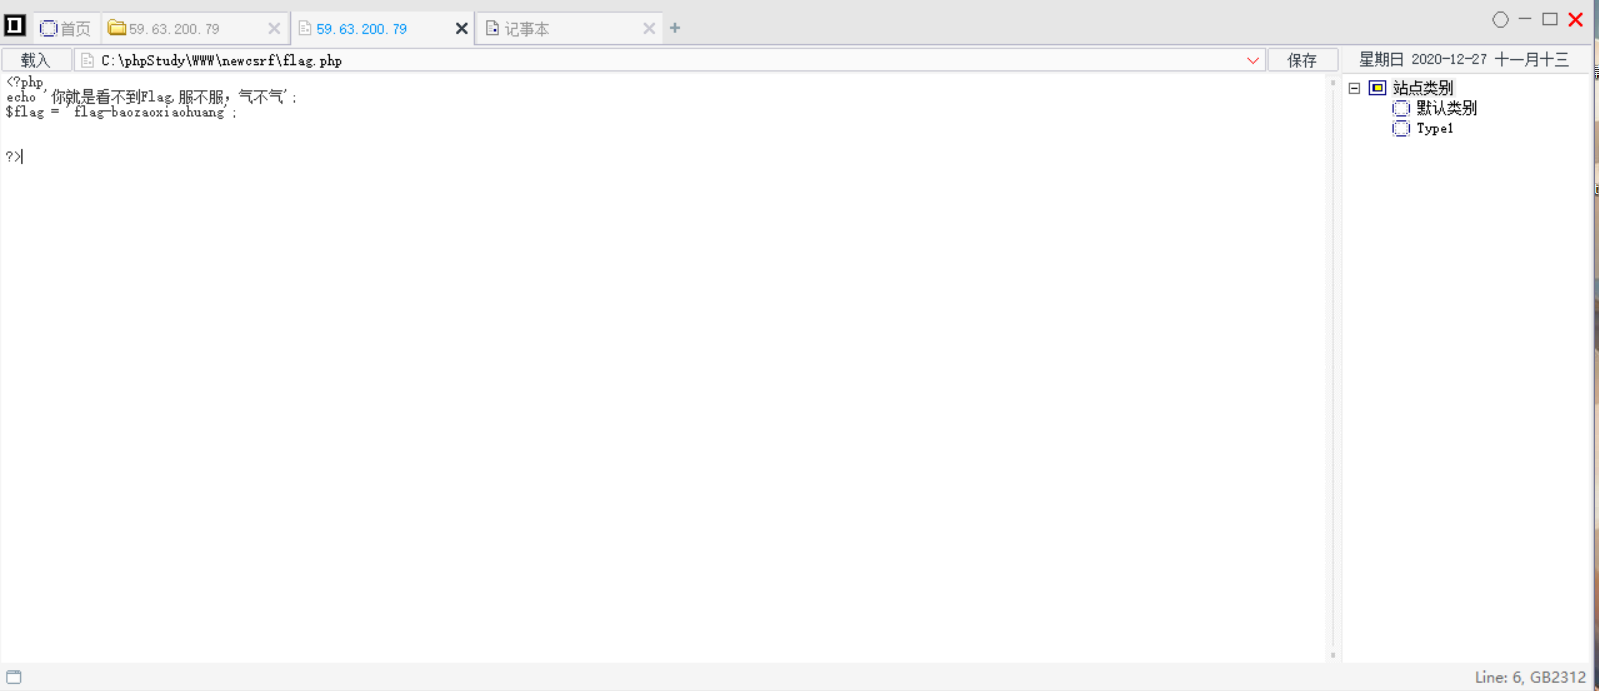 首页 59.63.200.79 59.63.200.79 记事本
载入 C:\phpStudy\WWW\newcsrf\flag.php 保存 星期日 2020-12-27 十一月十三
<?php
echo '你就是看不到Flag,服不服，气不气';
$flag = 'flag-baozaoxiaohuang';
?>
站点类别
默认类别
Type1
Line: 6, GB2312